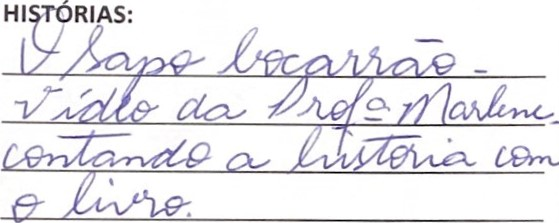 HISTÓRIAS:
O Sapo bocarrão -
Vídeo da Profª Marlene.
contando a história com
o livro.